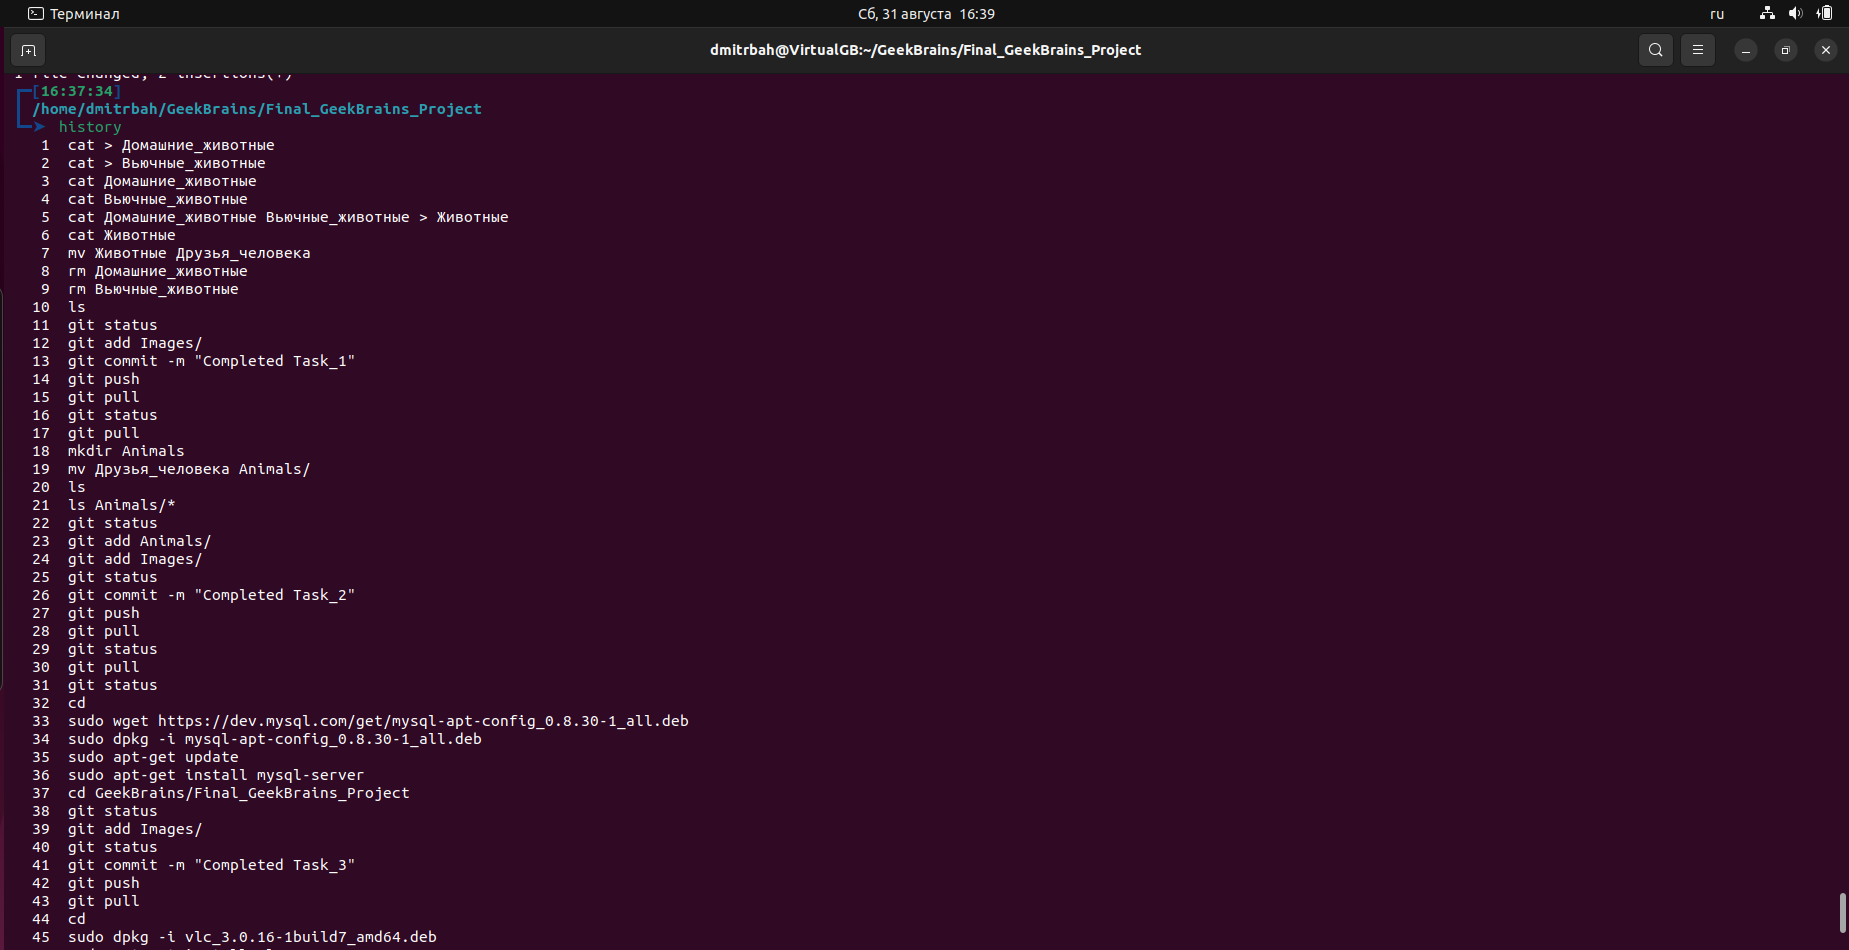 Терминал
Сб, 31 августа 16:39
ru
dmitrbah@VirtualGB:~/GeekBrains/Final_GeekBrains_Project
1 file changed, 2 insertions(+)
[16:37:34]
/home/dmitrbah/GeekBrains/Final_GeekBrains_Project
history
1 cat > Домашние_животные
2 cat > Вьючные_животные
3 cat Домашние_животные
4 cat Вьючные_животные
5 cat Домашние_животные Вьючные_животные > Животные
6 cat Животные
7 mv Животные Друзья_человека
8 rm Домашние_животные
9 rm Вьючные_животные
10 ls
11 git status
12 git add Images/
13 git commit -m "Completed Task_1"
14 git push
15 git pull
16 git status
17 git pull
18 mkdir Animals
19 mv Друзья_человека Animals/
20 ls
21 ls Animals/*
22 git status
23 git add Animals/
24 git add Images/
25 git status
26 git commit -m "Completed Task_2"
27 git push
28 git pull
29 git status
30 git pull
31 git status
32 cd
33 sudo wget https://dev.mysql.com/get/mysql-apt-config_0.8.30-1_all.deb
34 sudo dpkg -i mysql-apt-config_0.8.30-1_all.deb
35 sudo apt-get update
36 sudo apt-get install mysql-server
37 cd GeekBrains/Final_GeekBrains_Project
38 git status
39 git add Images/
40 git status
41 git commit -m "Completed Task_3"
42 git push
43 git pull
44 cd
45 sudo dpkg -i vlc_3.0.16-1build7_amd64.deb